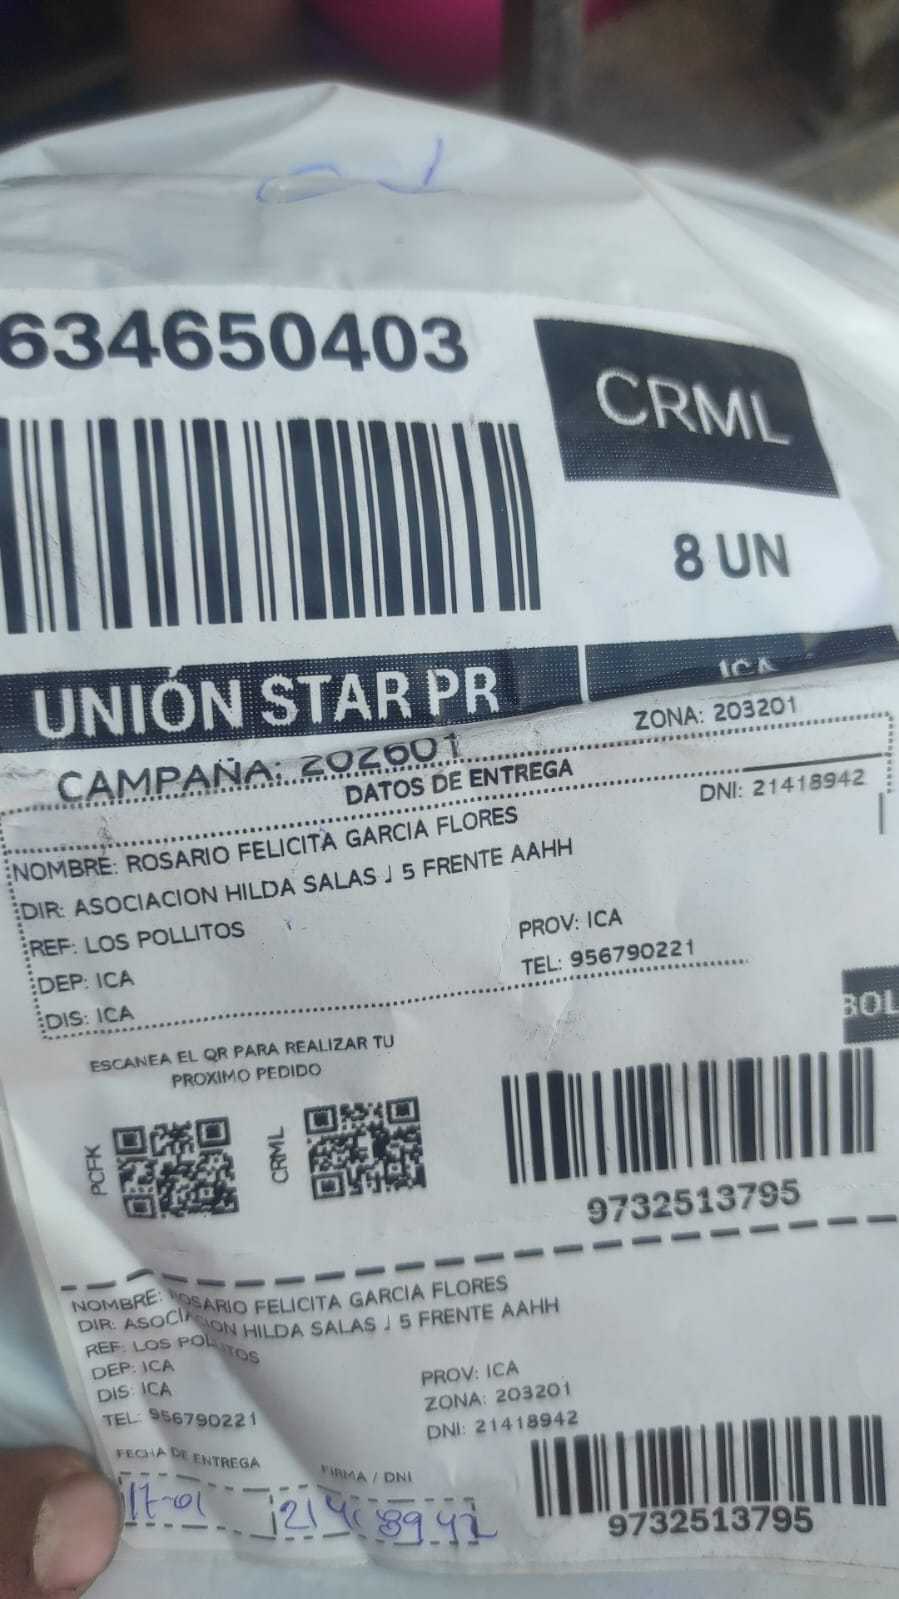 634650403
CRML
8 UN
UNIÓN STAR PR
ICA
CAMPAÑA: 202601
ZONA: 203201
DATOS DE ENTREGA
DNI: 21418942
NOMBRE: ROSARIO FELICITA GARCIA FLORES
DIR: ASOCIACION HILDA SALAS J 5 FRENTE AAHH
REF: LOS POLLITOS
PROV: ICA
DEP: ICA
TEL: 956790221
DIS: ICA
BOL
ESCANEA EL QR PARA REALIZAR TU
PROXIMO PEDIDO
PCFK
CRML
9732513795
NOMBRE: ROSARIO FELICITA GARCIA FLORES
DIR: ASOCIACION HILDA SALAS J 5 FRENTE AAHH
REF: LOS POLLITOS
DEP: ICA
PROV: ICA
DIS: ICA
ZONA: 203201
TEL: 956790221
DNI: 21418942
FECHA DE ENTREGA
FIRMA / DNI
17-01
9732513795